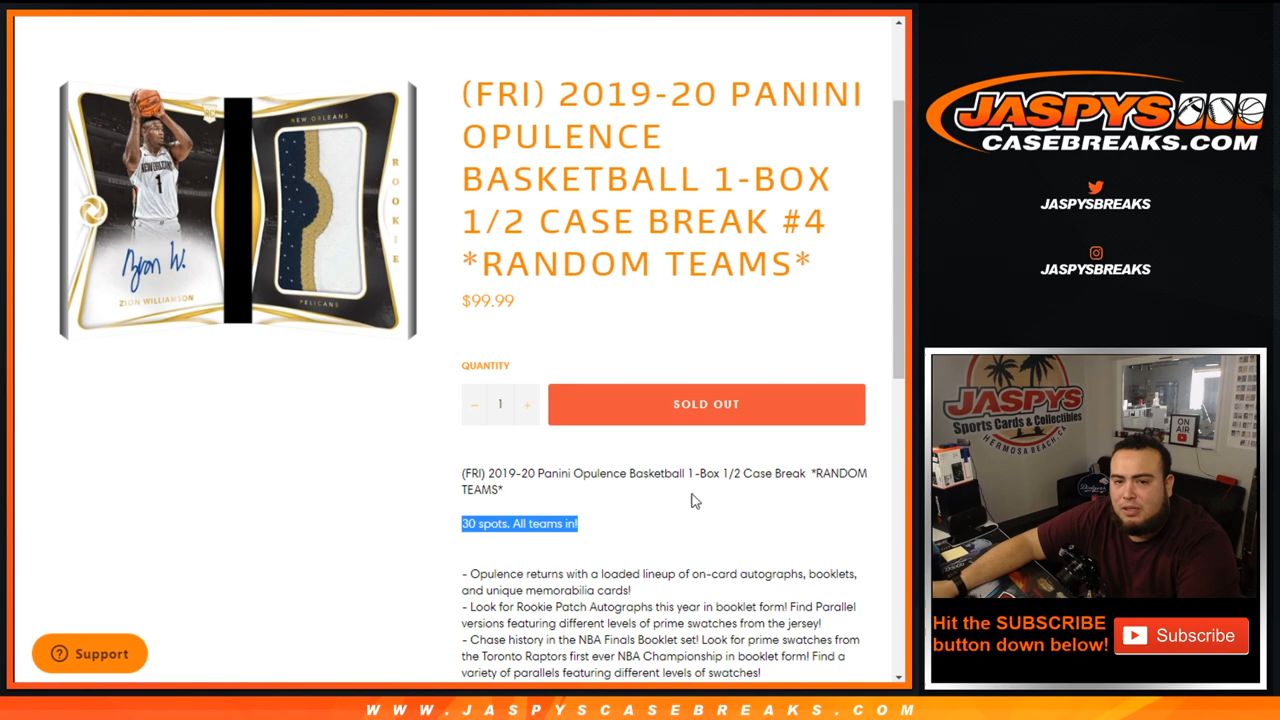 (FRI) 2019-20 PANINI
OPULENCE
BASKETBALL 1-BOX
1/2 CASE BREAK #4
*RANDOM TEAMS*
$99.99
QUANTITY
− 1 +
SOLD OUT
(FRI) 2019-20 Panini Opulence Basketball 1-Box 1/2 Case Break *RANDOM
TEAMS*
30 spots. All teams in!
- Opulence returns with a loaded lineup of on-card autographs, booklets,
and unique memorabilia cards!
- Look for Rookie Patch Autographs this year in booklet form! Find Parallel
versions featuring different levels of prime swatches from the jersey!
- Chase history in the NBA Finals Booklet set! Look for prime swatches from
the Toronto Raptors first ever NBA Championship in booklet form! Find a
variety of parallels featuring different levels of swatches!
NEW ORLEANS
ROOKIE
1
Zion W.
ZION WILLIAMSON
PELICANS
Support
JASPYS
CASEBREAKS.COM
JASPYSBREAKS
JASPYSBREAKS
JASPYS
Sports Cards & Collectibles
HERMOSA BEACH, CA
ON
AIR
Dodgers
Hit the SUBSCRIBE
button down below!
Subscribe
WWW.JASPYSCASEBREAKS.COM